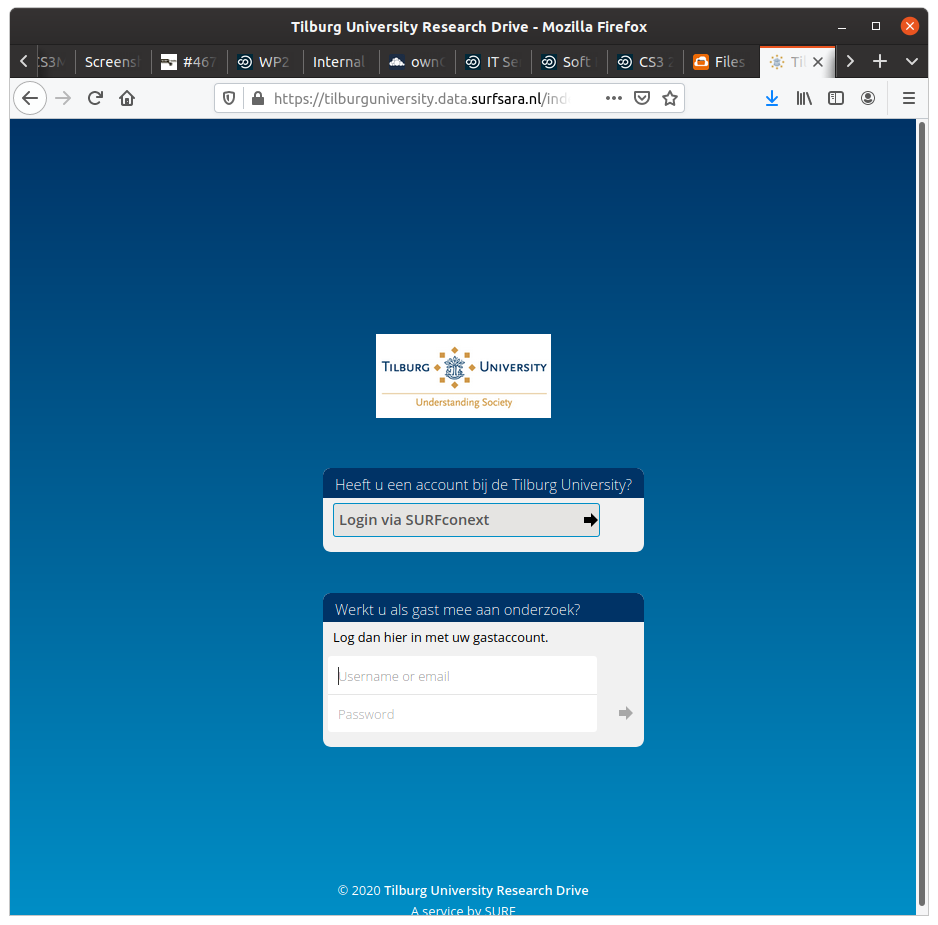 Tilburg University Research Drive - Mozilla Firefox
Screens #467 WP2 Internal own IT Se Soft CS3 2 Files Til
https://tilburguniversity.data.surfsara.nl/ind
TILBURG UNIVERSITY
Understanding Society
Heeft u een account bij de Tilburg University?
Login via SURFconext
Werkt u als gast mee aan onderzoek?
Log dan hier in met uw gastaccount.
Username or email
Password
© 2020 Tilburg University Research Drive
A service by SURF